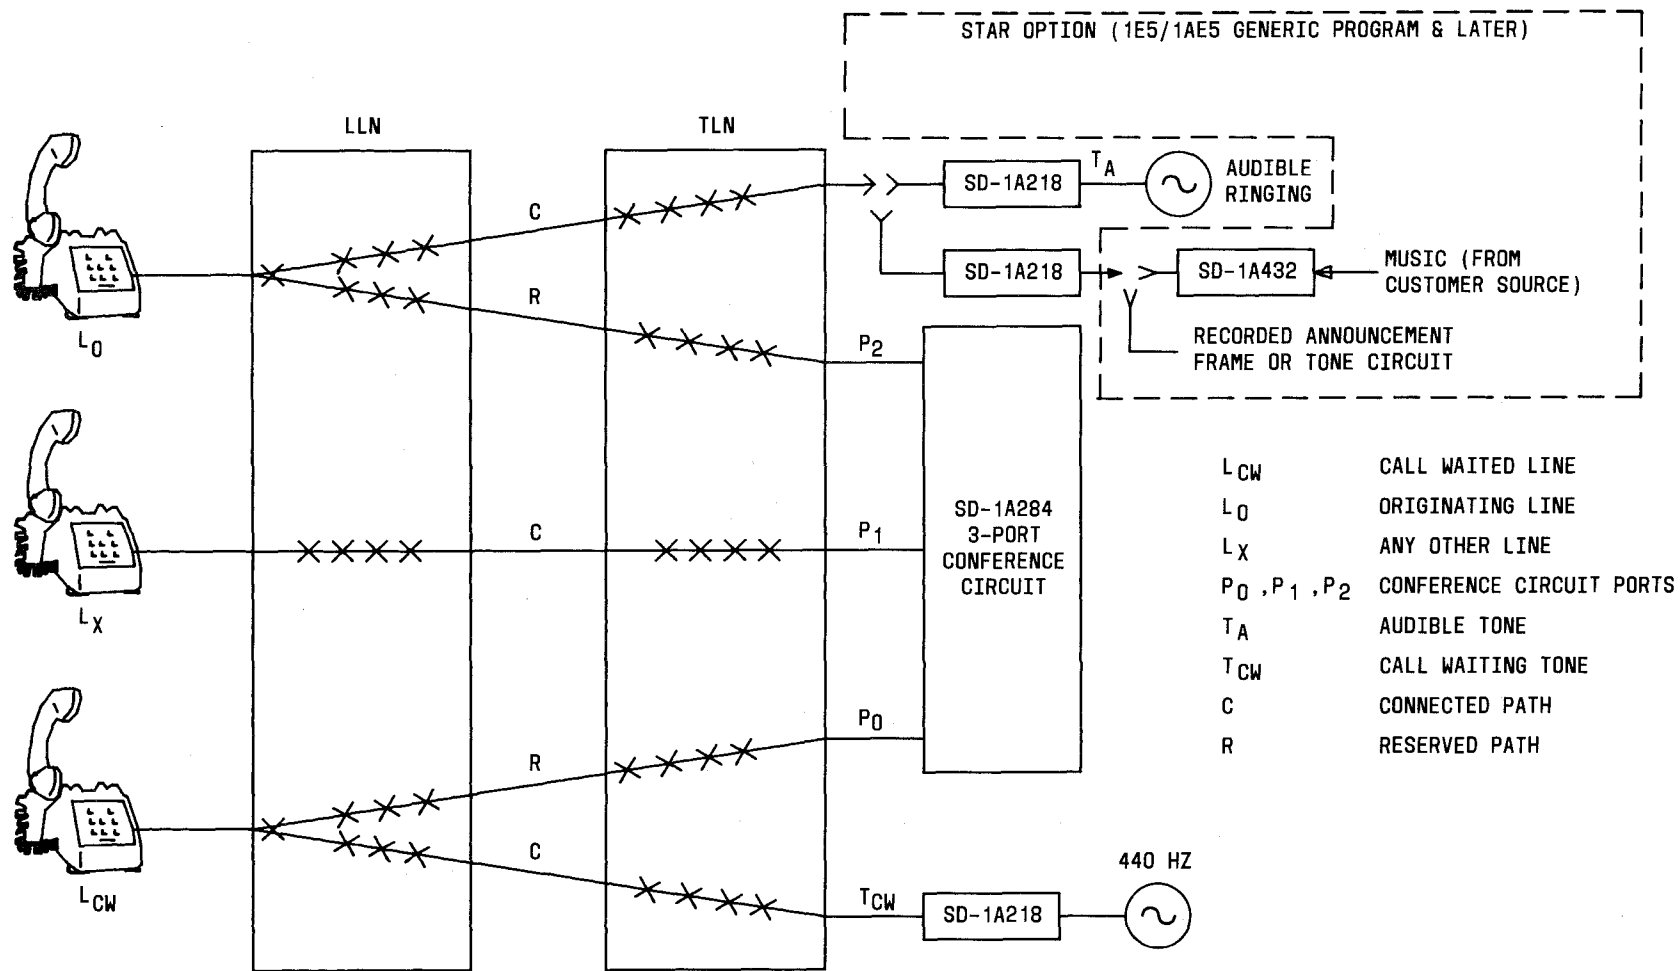 STAR OPTION (1E5/1AE5 GENERIC PROGRAM & LATER)
LLN
TLN
C
TA
SD-1A218
AUDIBLE
RINGING
R
SD-1A218
SD-1A432
MUSIC (FROM
CUSTOMER SOURCE)
LO
P2
RECORDED ANNOUNCEMENT
FRAME OR TONE CIRCUIT
C
P1
SD-1A284
3-PORT
CONFERENCE
CIRCUIT
LX
R
P0
C
440 HZ
LCW
TCW
SD-1A218
LCW CALL WAITED LINE
LO ORIGINATING LINE
LX ANY OTHER LINE
P0 ,P1 ,P2 CONFERENCE CIRCUIT PORTS
TA AUDIBLE TONE
TCW CALL WAITING TONE
C CONNECTED PATH
R RESERVED PATH